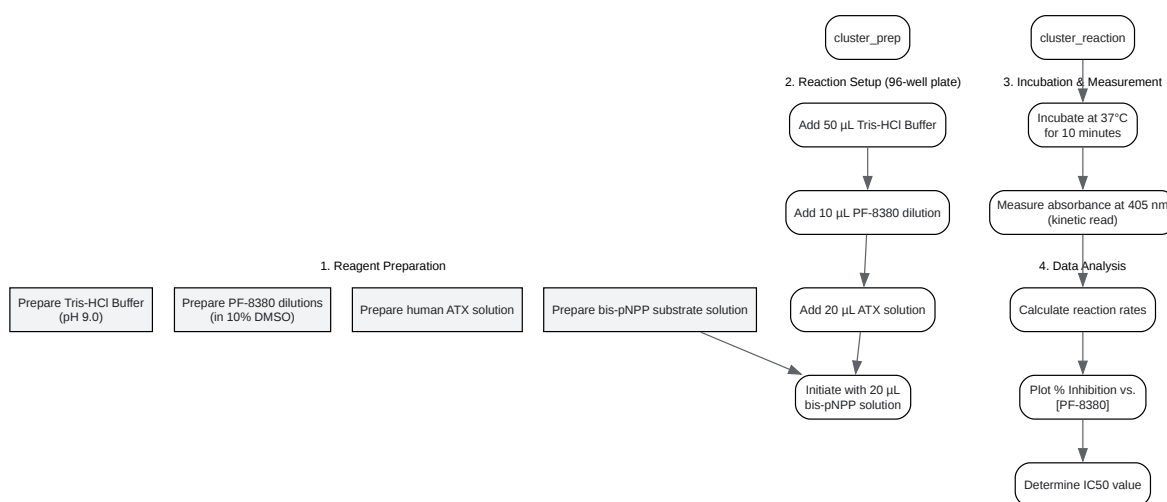 1. Reagent Preparation
Prepare Tris-HCl Buffer
(pH 9.0)
Prepare PF-8380 dilutions
(in 10% DMSO)
Prepare human ATX solution
Prepare bis-pNPP substrate solution
cluster_prep
2. Reaction Setup (96-well plate)
Add 50 µL Tris-HCl Buffer
Add 10 µL PF-8380 dilution
Add 20 µL ATX solution
Initiate with 20 µL
bis-pNPP solution
cluster_reaction
3. Incubation & Measurement
Incubate at 37°C
for 10 minutes
Measure absorbance at 405 nm
(kinetic read)
4. Data Analysis
Calculate reaction rates
Plot % Inhibition vs.
[PF-8380]
Determine IC50 value